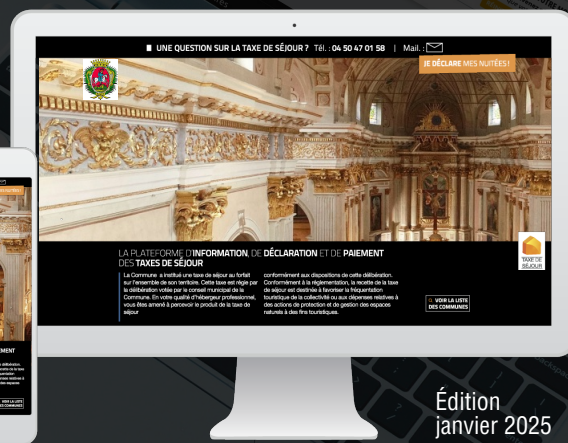 UNE QUESTION SUR LA TAXE DE SÉJOUR ? Tél. : 04 50 47 01 58 | Mail. :
JE DÉCLARE MES NUITÉES !
LA PLATEFORME D'INFORMATION, DE DÉCLARATION ET DE PAIEMENT
DES TAXES DE SÉJOUR
La Commune a institué une taxe de séjour au forfait
sur l'ensemble de son territoire. Cette taxe est régie par
la délibération votée par le conseil municipal de la
Commune. En votre qualité d'hébergeur professionnel,
vous êtes amené à percevoir le produit de la taxe de
séjour
conformément aux dispositions de cette délibération.
Conformément à la réglementation, la recette de la taxe
de séjour est destinée à favoriser la fréquentation
touristique de la collectivité ou aux dépenses relatives à
des actions de protection et de gestion des espaces
naturels à des fins touristiques.
TAXE DE
SÉJOUR
VOIR LA LISTE
DES COMMUNES
Édition
janvier 2025